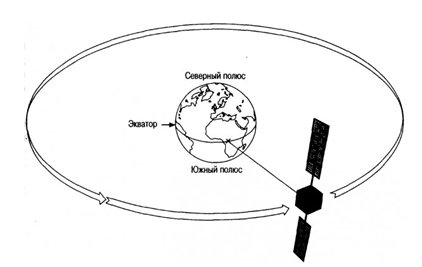 Северный полюс
Экватор
Южный полюс